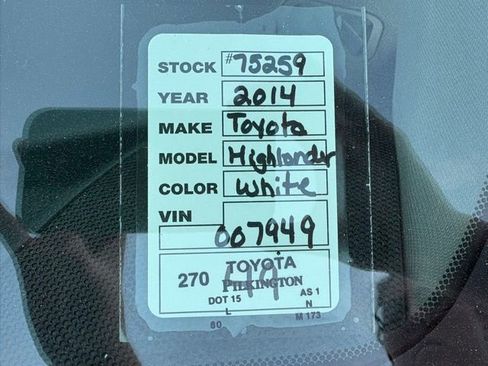 STOCK #75259
YEAR 2014
MAKE Toyota
MODEL Highlander
COLOR White
VIN
007949
270 TOYOTA
PILKINGTON
DOT 15 AS 1
L N
60 M 173